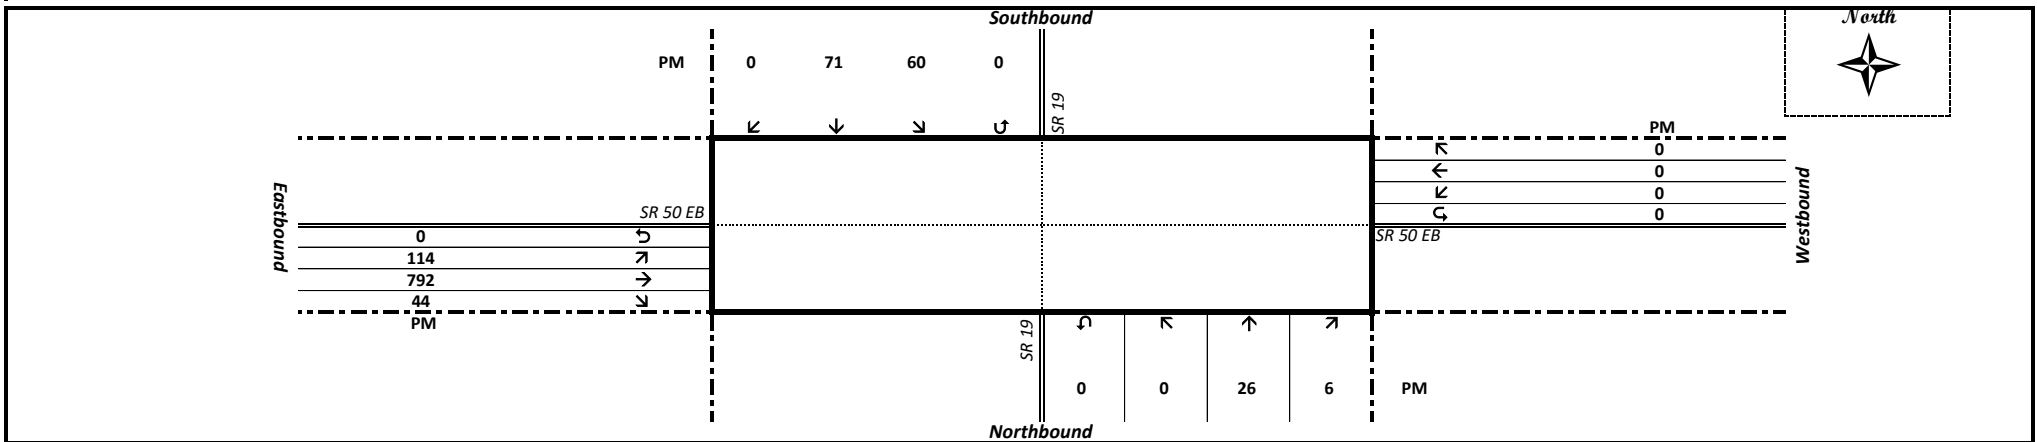 Southbound
North
PM 0 71 60 0
SR 19
PM
0
0
0
0
Eastbound
Westbound
SR 50 EB
SR 50 EB
0
114
792
44
PM
SR 19
0 0 26 6 PM
Northbound